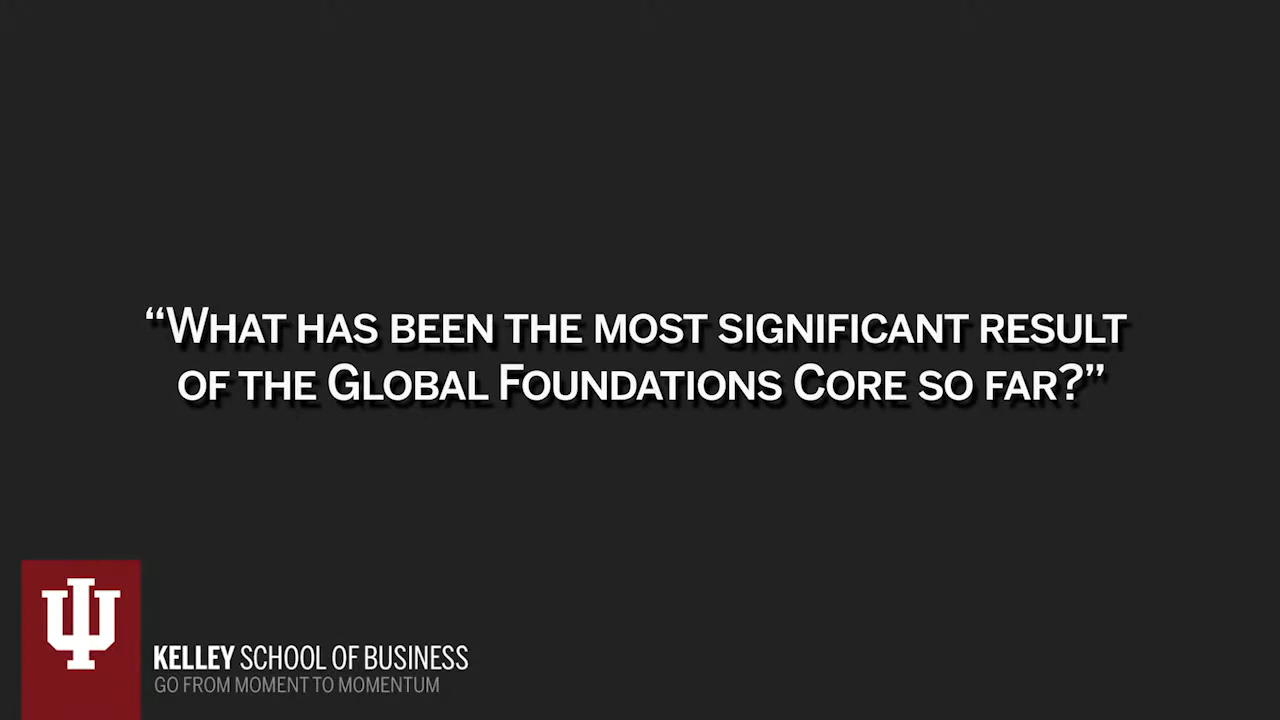 “What has been the most significant result
of the Global Foundations Core so far?”
KELLEY SCHOOL OF BUSINESS
GO FROM MOMENT TO MOMENTUM